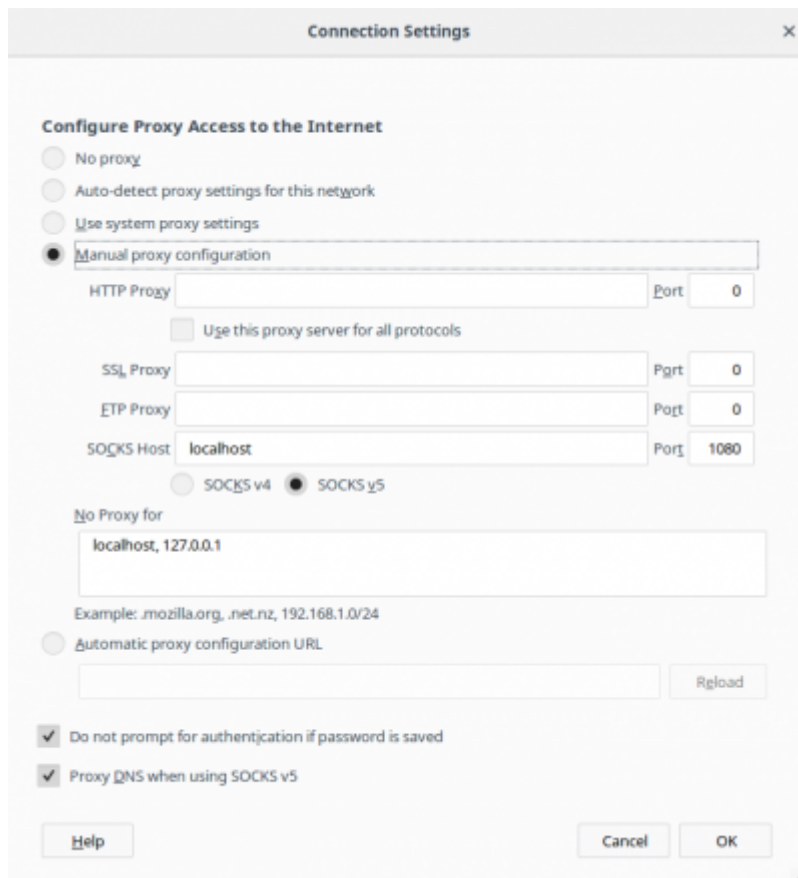 Connection Settings ×
Configure Proxy Access to the Internet
No proxy
Auto-detect proxy settings for this network
Use system proxy settings
Manual proxy configuration
HTTP Proxy Port 0
Use this proxy server for all protocols
SSL Proxy Port 0
FTP Proxy Port 0
SOCKS Host localhost Port 1080
SOCKS v4 SOCKS v5
No Proxy for
localhost, 127.0.0.1
Example: .mozilla.org, .net.nz, 192.168.1.0/24
Automatic proxy configuration URL
Reload
Do not prompt for authentication if password is saved
Proxy DNS when using SOCKS v5
Help Cancel OK